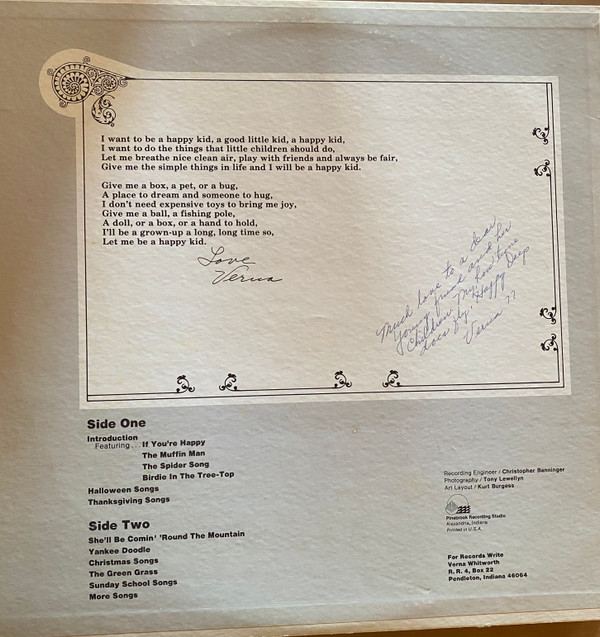 I want to be a happy kid, a good little kid, a happy kid,
I want to do the things that little children should do,
Let me breathe nice clean air, play with friends and always be fair,
Give me the simple things in life and I will be a happy kid.
Give me a box, a pet, or a bug,
A place to dream and someone to hug,
I don't need expensive toys to bring me joy,
Give me a ball, a fishing pole,
A doll, or a box, or a hand to hold,
I'll be a grown-up a long, long time so,
Let me be a happy kid.
Love
Verna
Much love to a dear
young friend and her
Children. My how time
does fly. Happy Days
Verna 77
Side One
Introduction
Featuring... If You're Happy
The Muffin Man
The Spider Song
Birdie In The Tree-Top
Halloween Songs
Thanksgiving Songs
Side Two
She'll Be Comin' 'Round The Mountain
Yankee Doodle
Christmas Songs
The Green Grass
Sunday School Songs
More Songs
Recording Engineer / Christopher Banninger
Photography / Tony Lewellyn
Art Layout / Kurt Burgess
Pinebrook Recording Studio
Alexandria, Indiana
Printed in U.S.A.
For Records Write
Verna Whitworth
R. R. 4, Box 22
Pendleton, Indiana 46064